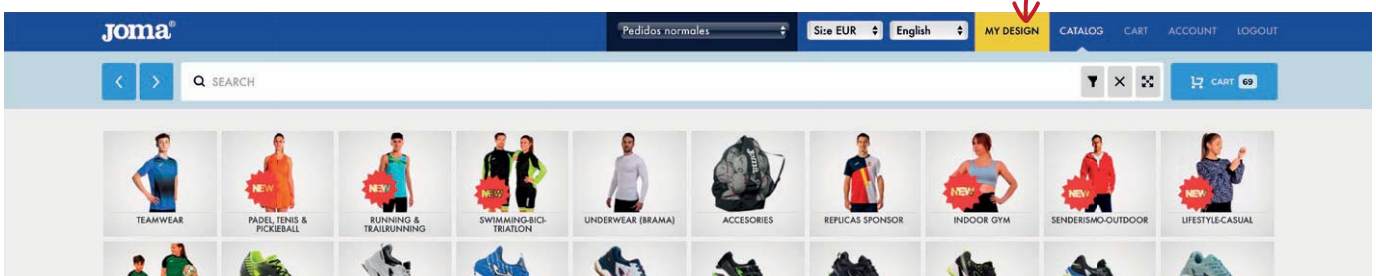 Joma®
Pedidos normales
Size EUR
English
MY DESIGN
CATALOG
CART
ACCOUNT
LOGOUT
SEARCH
CART 69
NEW
NEW
NEW
Joma
NEW
NEW
NEW
TEAMWEAR
PADEL, TENIS &
PICKLEBALL
RUNNING &
TRAILRUNNING
SWIMMING-BICI-
TRIATLON
UNDERWEAR (BRAMA)
ACCESORIES
REPLICAS SPONSOR
INDOOR GYM
SENDERISMO-OUTDOOR
LIFESTYLE-CASUAL